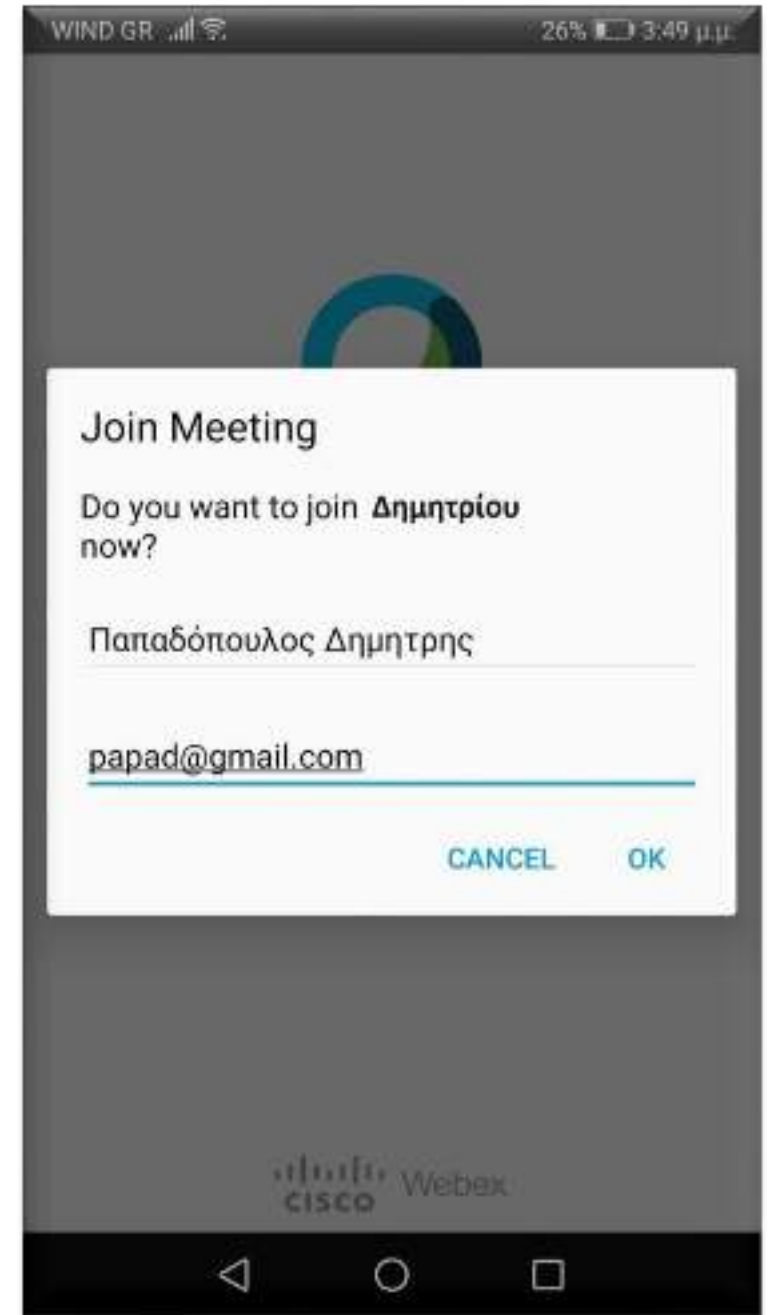 WIND GR 26% 3:49 μ.μ.
Join Meeting
Do you want to join Δημητρίου
now?
Παπαδόπουλος Δημητρης
papad@gmail.com
CANCEL OK
CISCO Webex